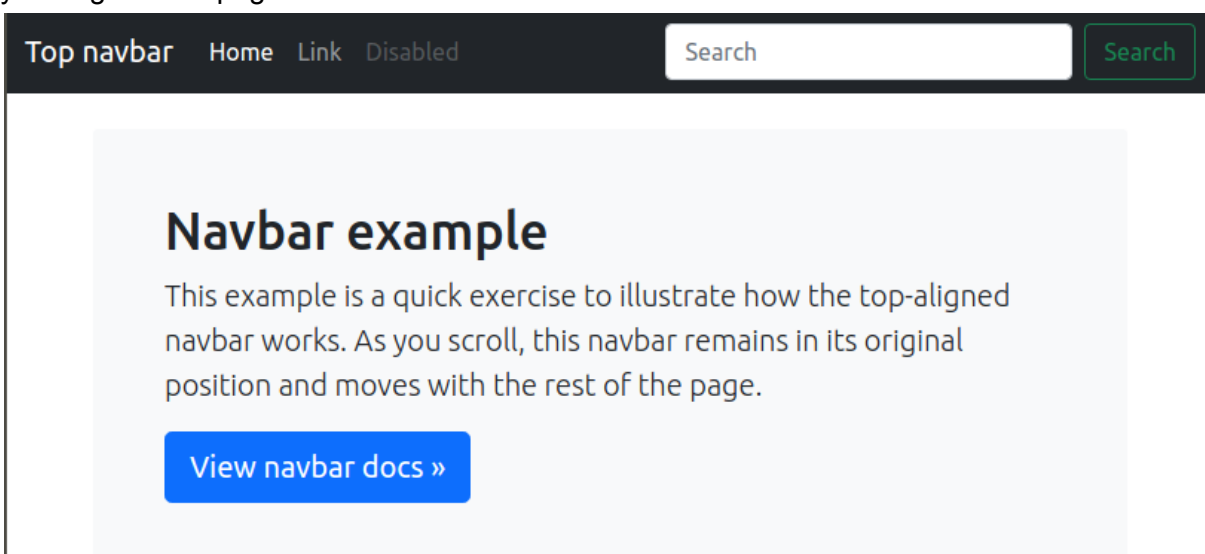 Top navbar Home Link Disabled Search Search
Navbar example
This example is a quick exercise to illustrate how the top-aligned
navbar works. As you scroll, this navbar remains in its original
position and moves with the rest of the page.
View navbar docs »